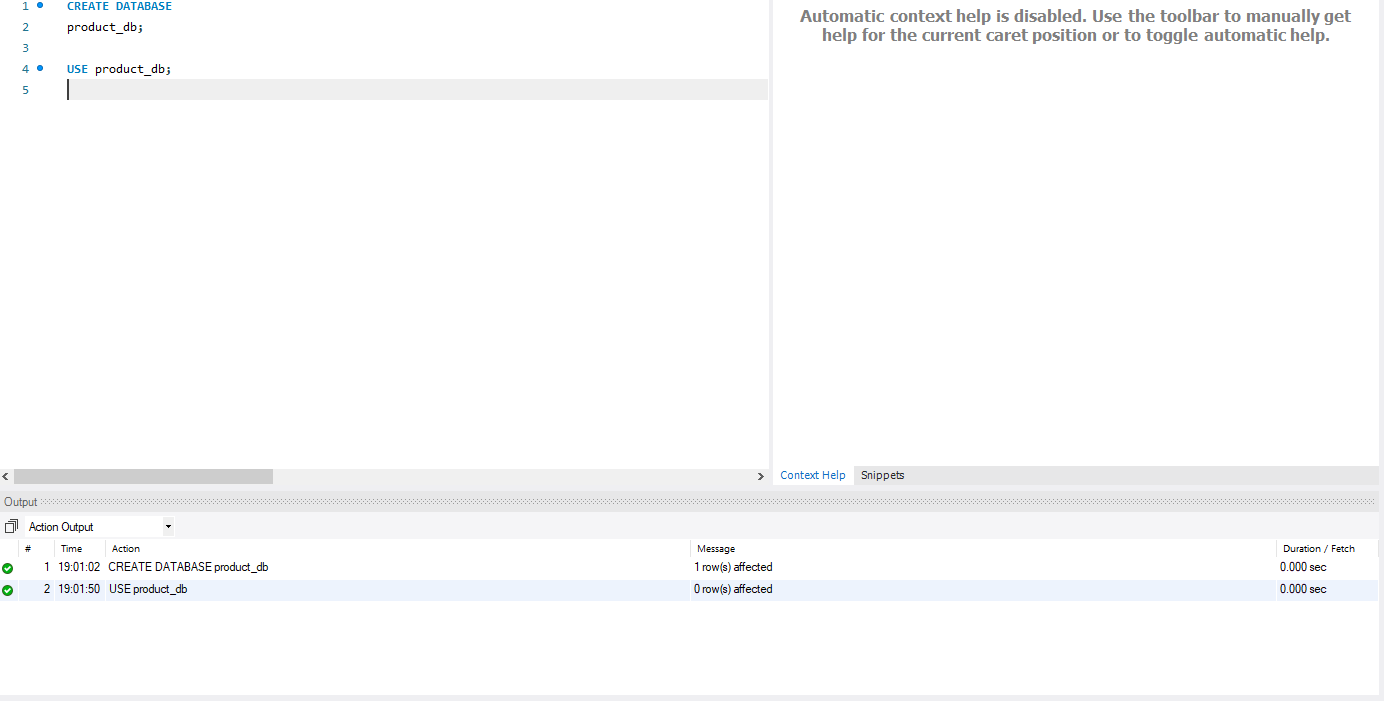 1 CREATE DATABASE
2 product_db;
3
4 USE product_db;
5
Automatic context help is disabled. Use the toolbar to manually get
help for the current caret position or to toggle automatic help.
Context Help Snippets
Output
Action Output
# Time Action Message Duration / Fetch
1 19:01:02 CREATE DATABASE product_db 1 row(s) affected 0.000 sec
2 19:01:50 USE product_db 0 row(s) affected 0.000 sec